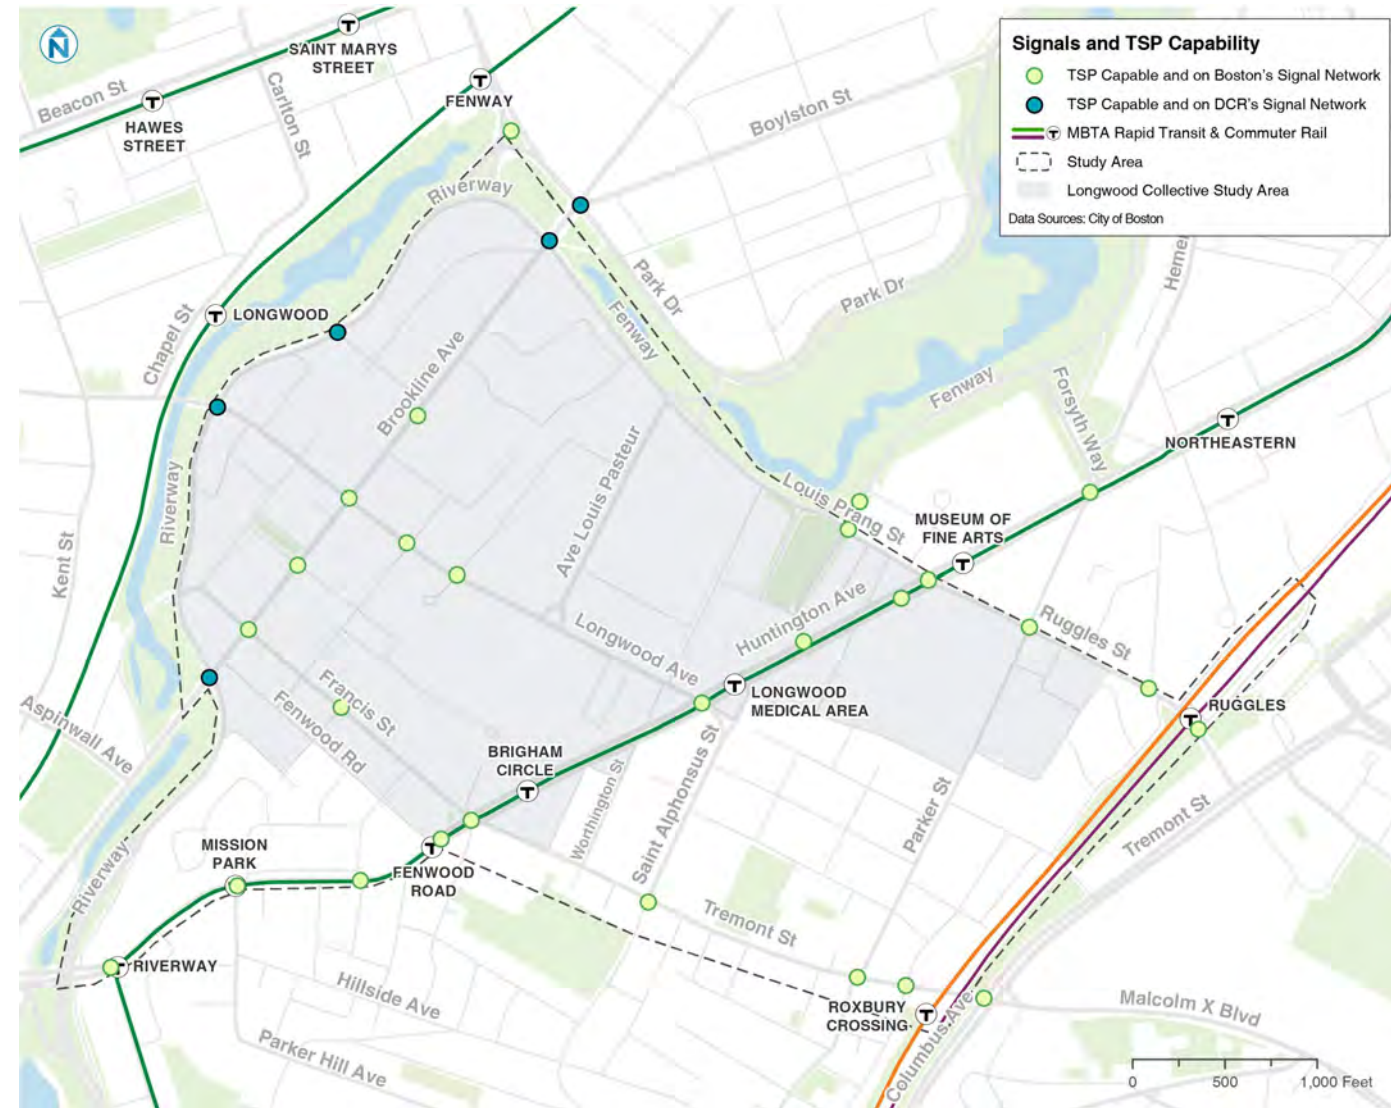 N
SAINT MARYS
STREET
Beacon St
HAWES
STREET
Carlton St
FENWAY
Boylston St
Signals and TSP Capability
TSP Capable and on Boston's Signal Network
TSP Capable and on DCR's Signal Network
T MBTA Rapid Transit & Commuter Rail
Study Area
Longwood Collective Study Area
Data Sources: City of Boston
Riverway
Park Dr
Park Dr
Fenway
Chapel St
LONGWOOD
Brookline Ave
Fenway
Forsyth Way
NORTHEASTERN
Riverway
Kent St
Ave Louis Pasteur
Louis Prang St
MUSEUM OF
FINE ARTS
Huntington Ave
Longwood Ave
Ruggles St
LONGWOOD
MEDICAL AREA
RUGGLES
Aspinwall Ave
Francis St
Fenwood Rd
BRIGHAM
CIRCLE
Worthington St
Saint Alphonsus St
Parker St
Tremont St
MISSION
PARK
Riverway
FENWOOD
ROAD
Tremont St
RIVERWAY
Hillside Ave
Parker Hill Ave
ROXBURY
CROSSING
Columbus Ave
Malcolm X Blvd
0 500 1,000 Feet